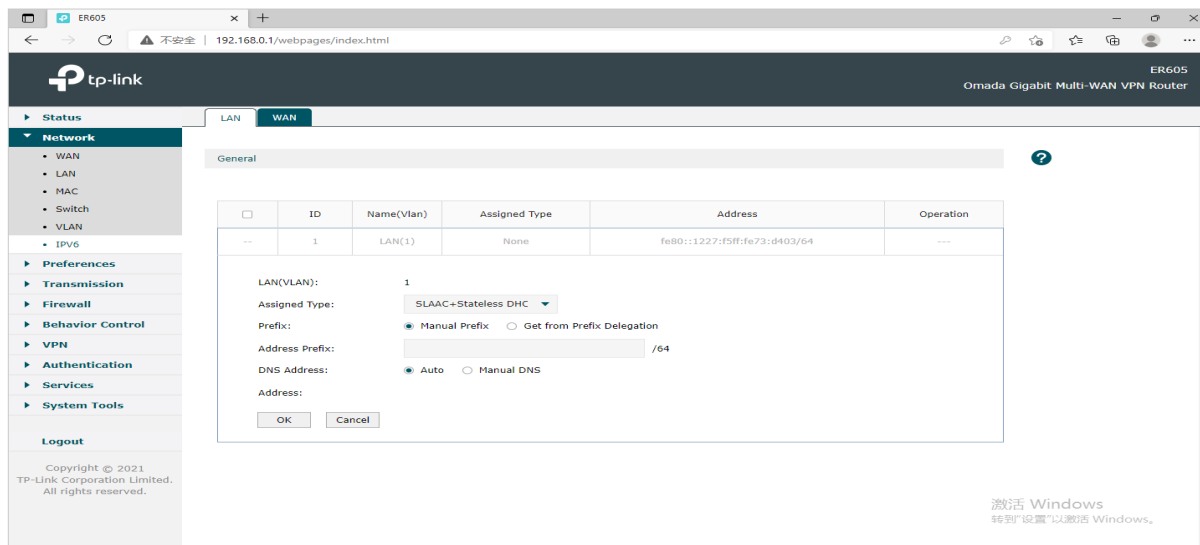 ER605
不安全 | 192.168.0.1/webpages/index.html
tp-link
ER605
Omada Gigabit Multi-WAN VPN Router
Status
Network
WAN
LAN
MAC
Switch
VLAN
IPV6
Preferences
Transmission
Firewall
Behavior Control
VPN
Authentication
Services
System Tools
Logout
Copyright © 2021
TP-Link Corporation Limited.
All rights reserved.
LAN WAN
General
ID Name(Vlan) Assigned Type Address Operation
-- 1 LAN(1) None fe80::1227:f5ff:fe73:d403/64 ---
LAN(VLAN): 1
Assigned Type: SLAAC+Stateless DHC
Prefix: Manual Prefix Get from Prefix Delegation
Address Prefix: /64
DNS Address: Auto Manual DNS
Address:
OK Cancel
激活 Windows
转到"设置"以激活 Windows。